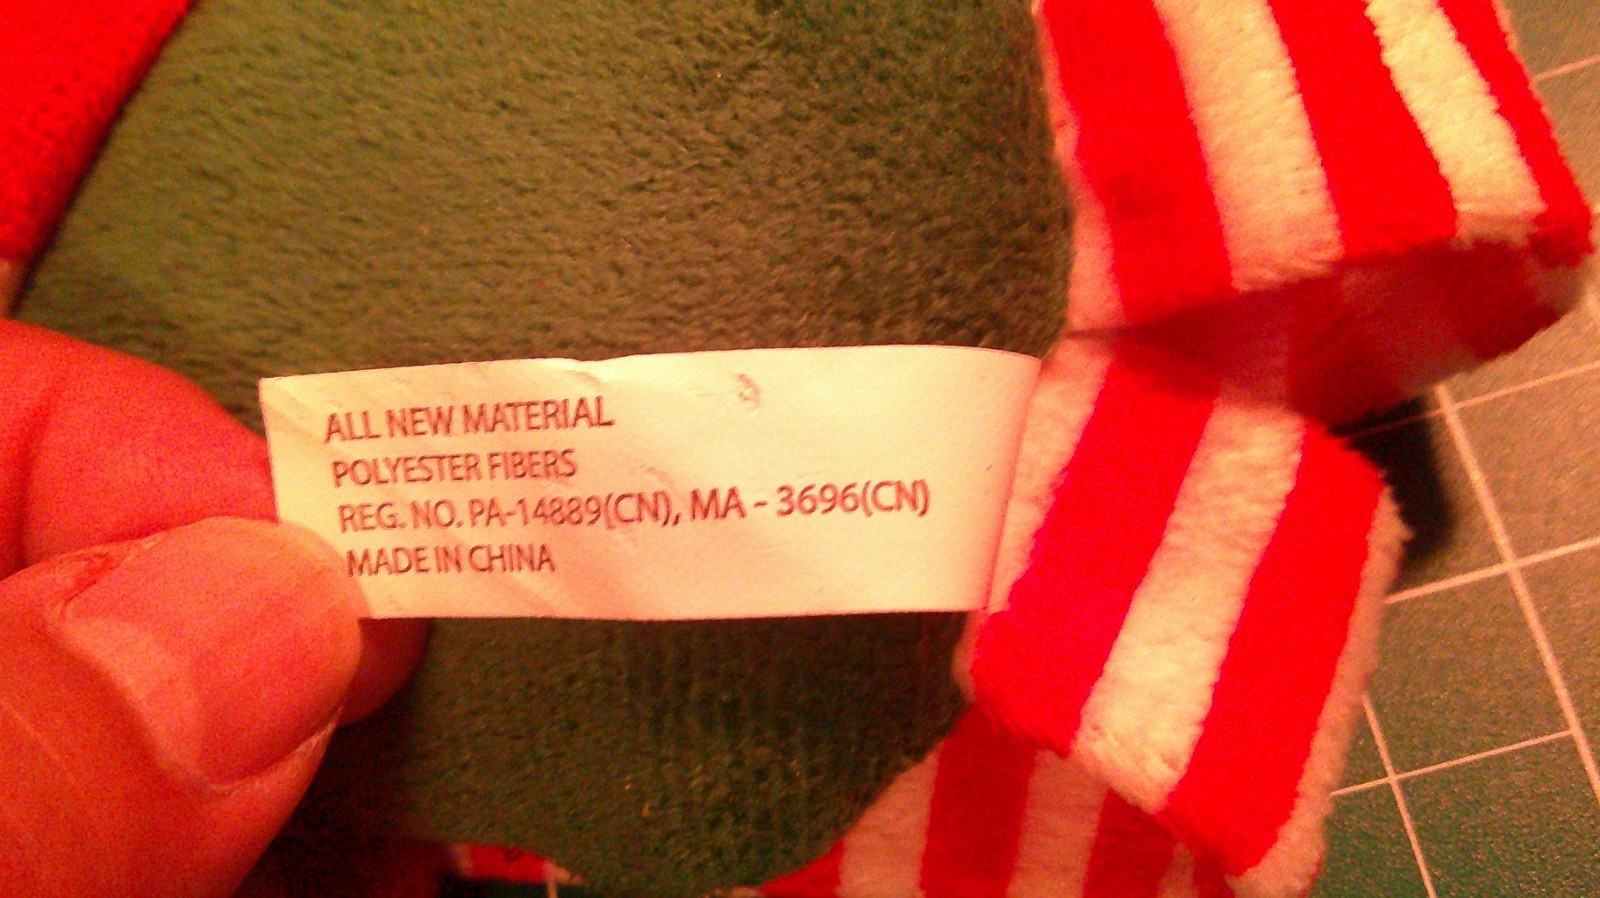 ALL NEW MATERIAL
POLYESTER FIBERS
REG. NO. PA-14889(CN), MA - 3696(CN)
MADE IN CHINA